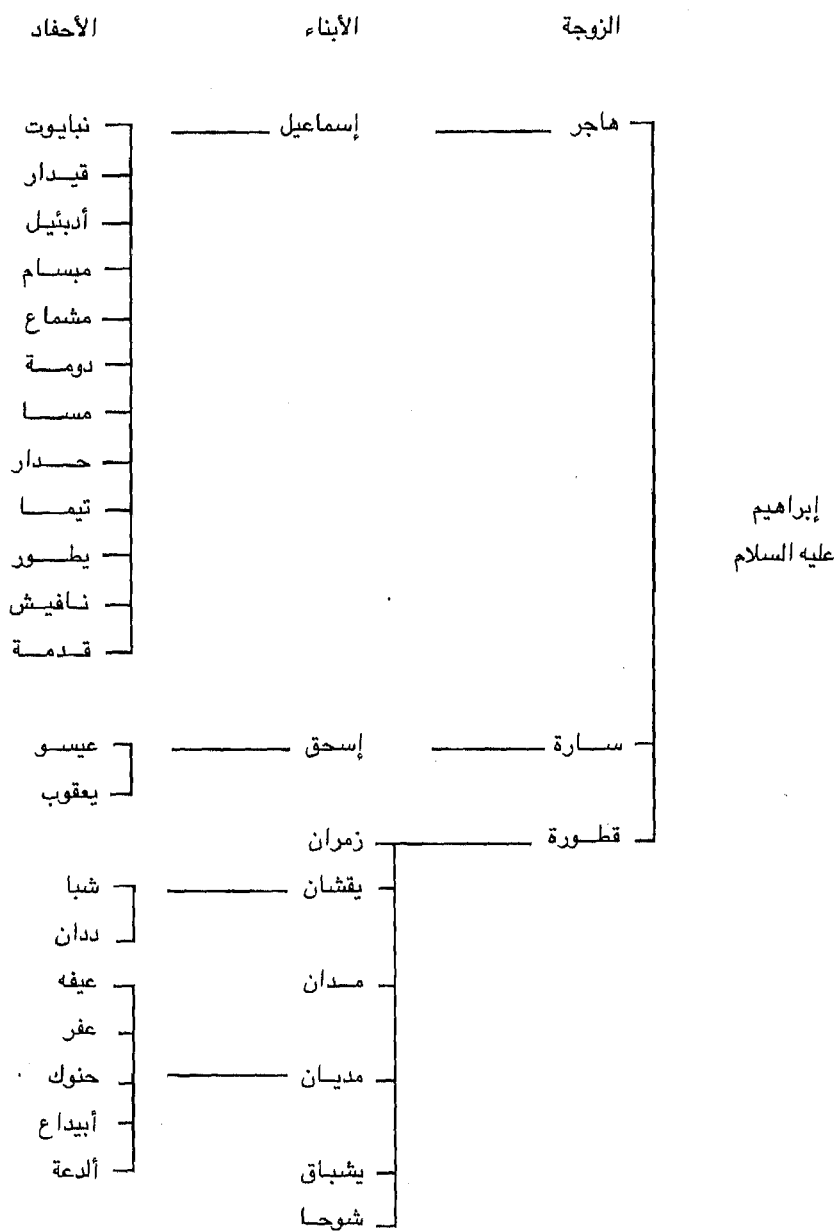 الزوجة الأبناء الأحفاد
هاجر إسماعيل نبايوت
قيدار
أدبئيل
مبسام
مشماع
دومة
مسا
حدار
تيما
إبراهيم
عليه السلام
يطور
نافيش
قدمة
سارة إسحق عيسو
يعقوب
قطورة زمران
يقشان شبا
ددان
مدان عيفه
عفر
مديان حنوك
أبيداع
يشباق ألدعة
شوحا